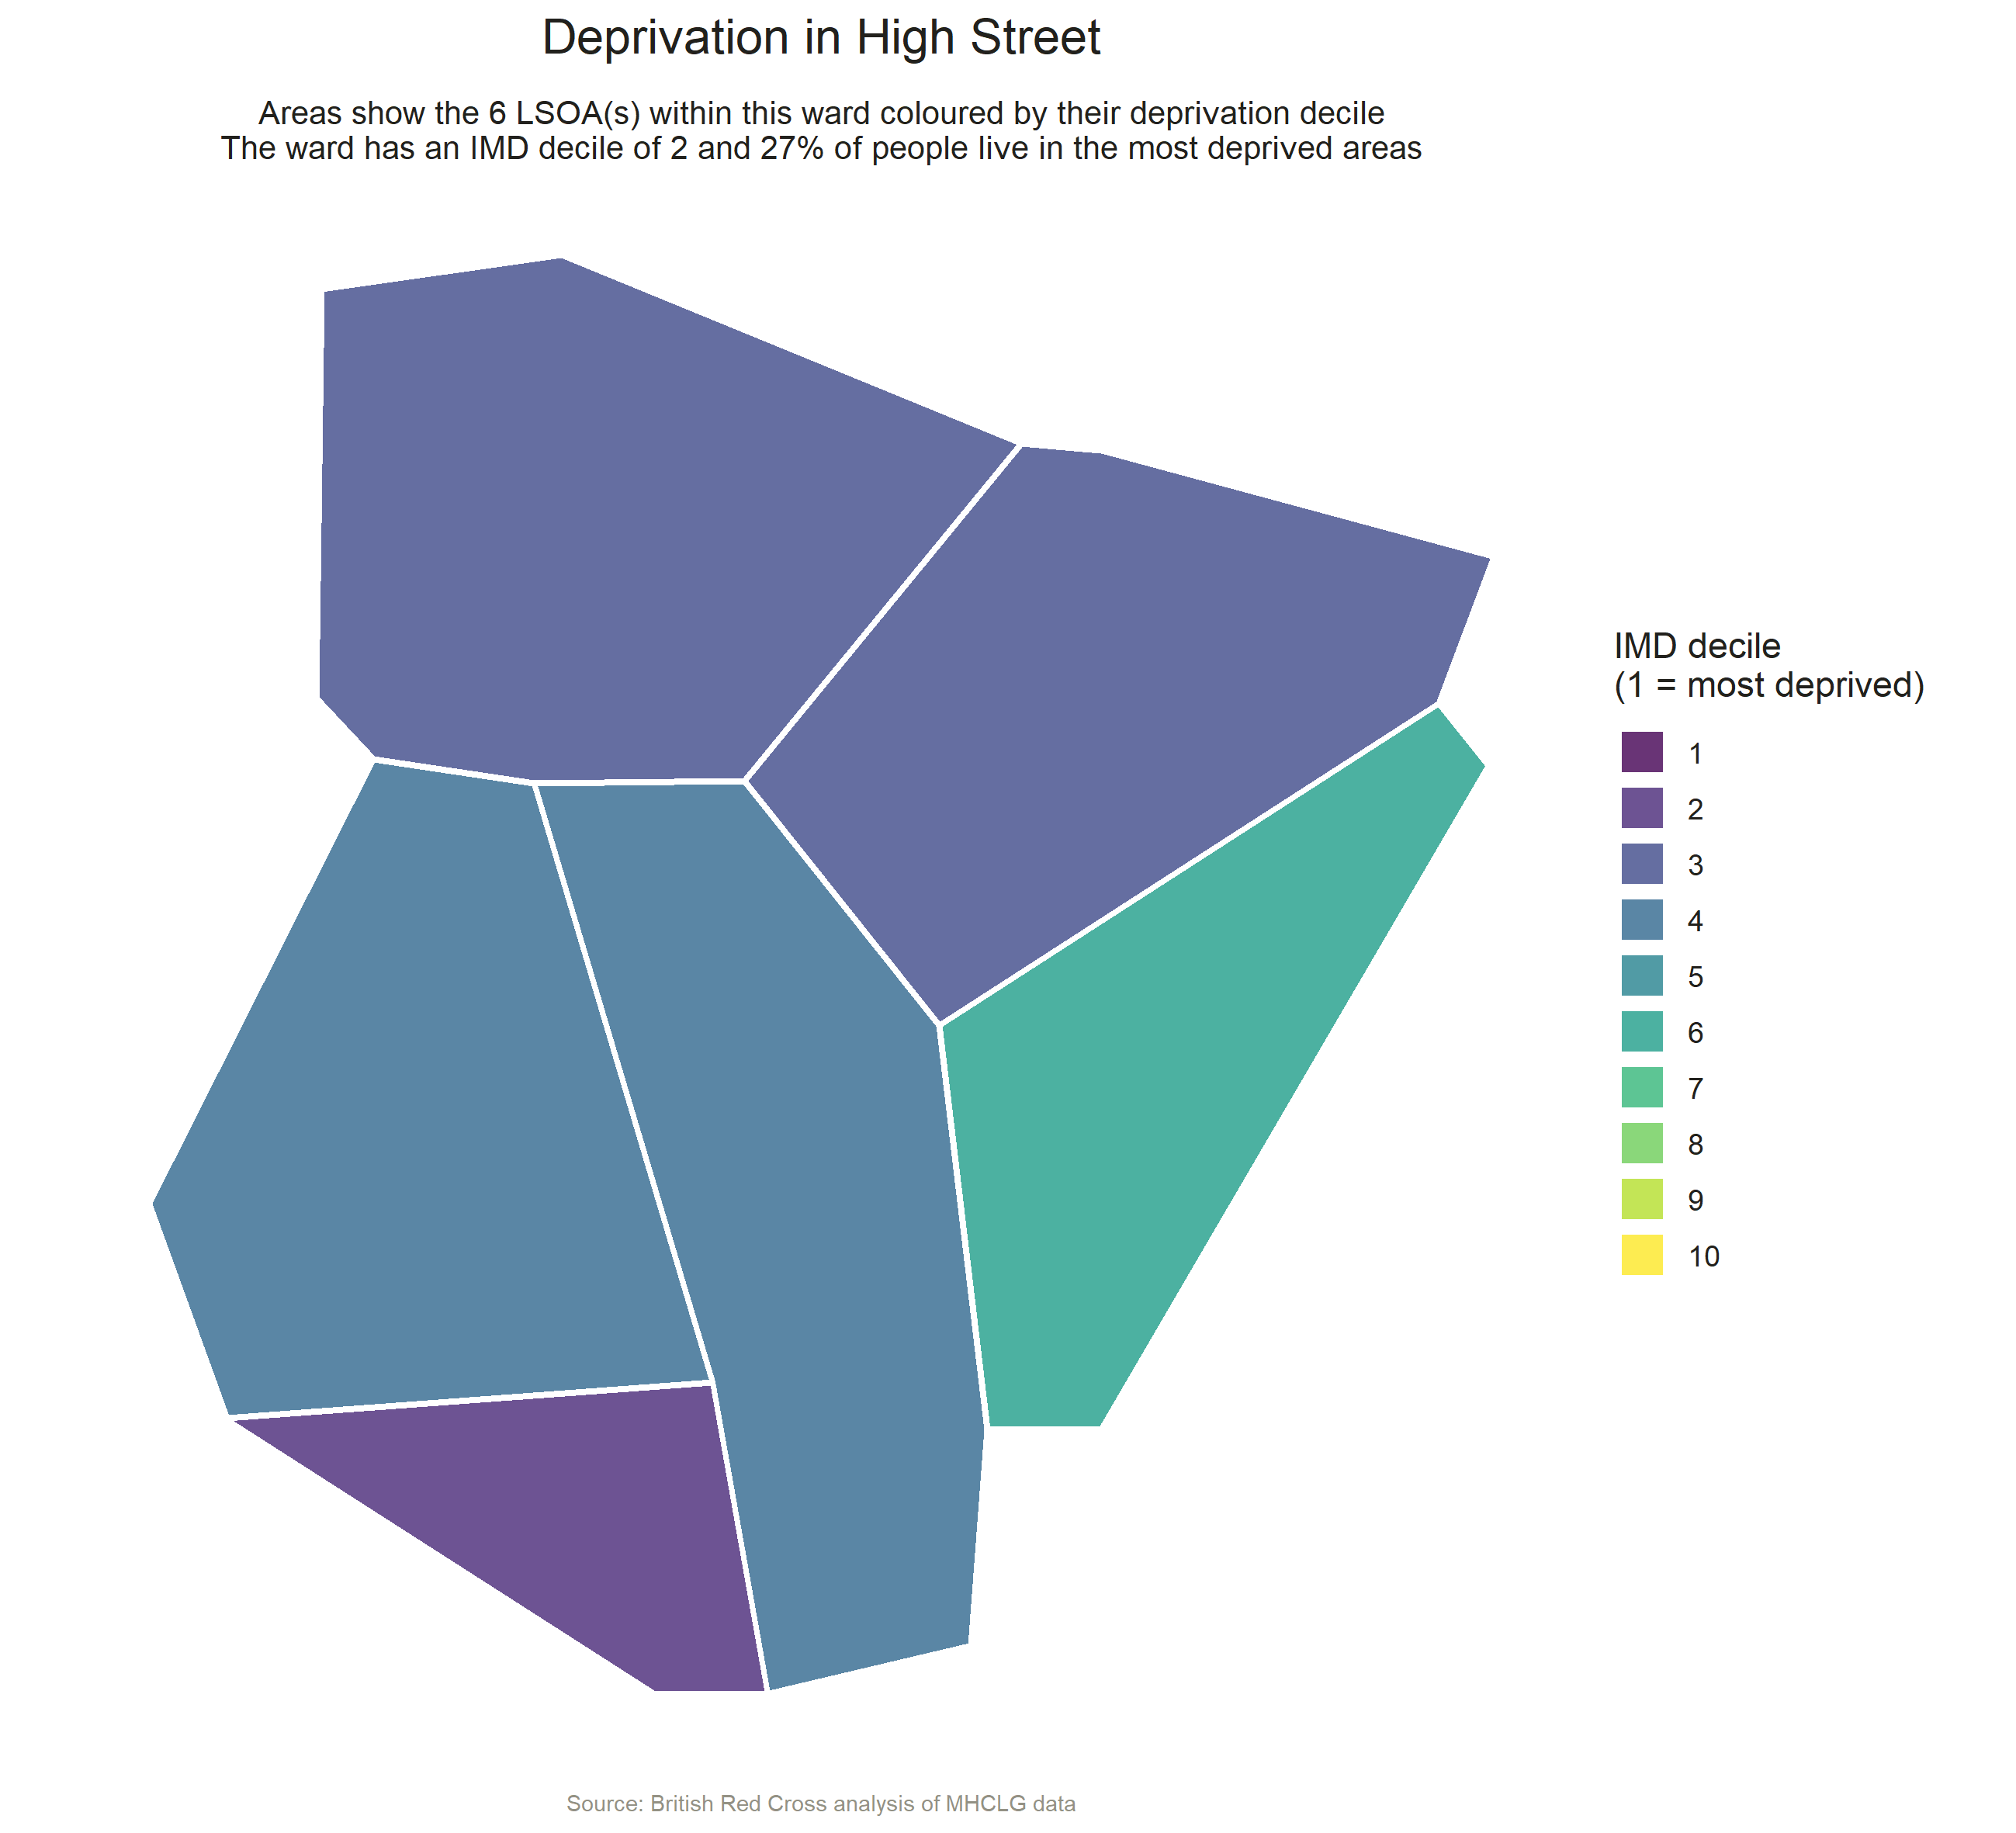 Deprivation in High Street
Areas show the 6 LSOA(s) within this ward coloured by their deprivation decile
The ward has an IMD decile of 2 and 27% of people live in the most deprived areas
IMD decile
(1 = most deprived)
1
2
3
4
5
6
7
8
9
10
Source: British Red Cross analysis of MHCLG data